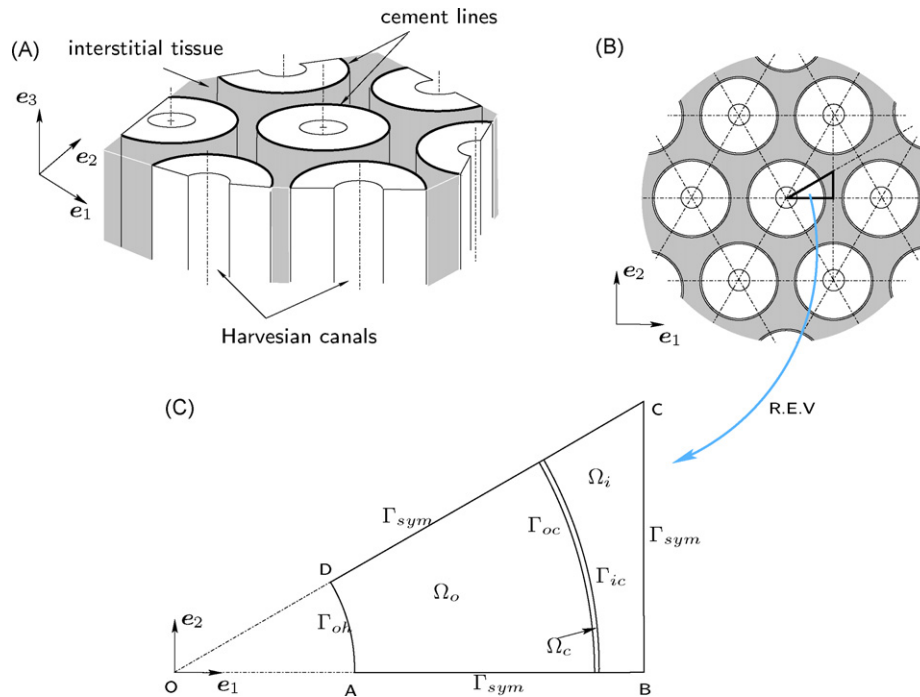 (A)
cement lines
interstitial tissue
e3
e2
e1
Harvesian canals
(B)
e2
e1
R.E.V
(C)
C
Ωi
Γsym
Γoc
Γsym
D
Γic
Ωo
Γoh
e2
Ωc
O
e1
A
Γsym
B